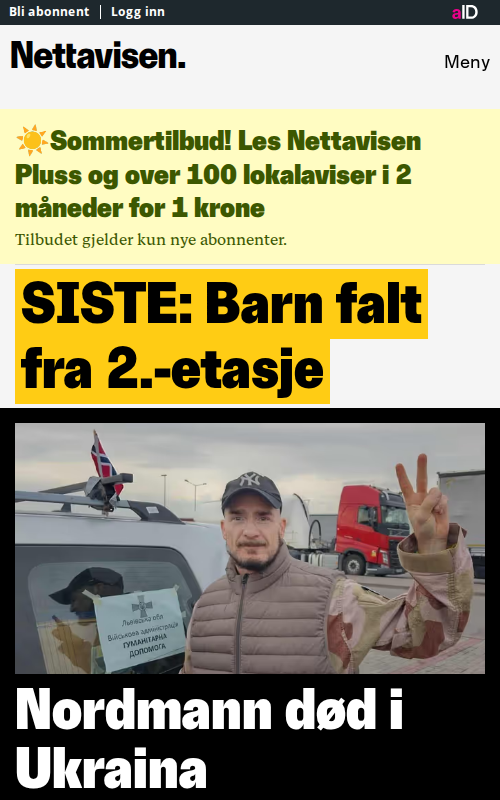 Bli abonnent | Logg inn
aID
Nettavisen.
Meny
☀️Sommertilbud! Les Nettavisen
Pluss og over 100 lokalaviser i 2
måneder for 1 krone
Tilbudet gjelder kun nye abonnenter.
SISTE: Barn falt
fra 2.-etasje
NY
Львівська обл
Військова адміністрація
ГУМАНІТАРНА
ДОПОМОГА
Nordmann død i
Ukraina